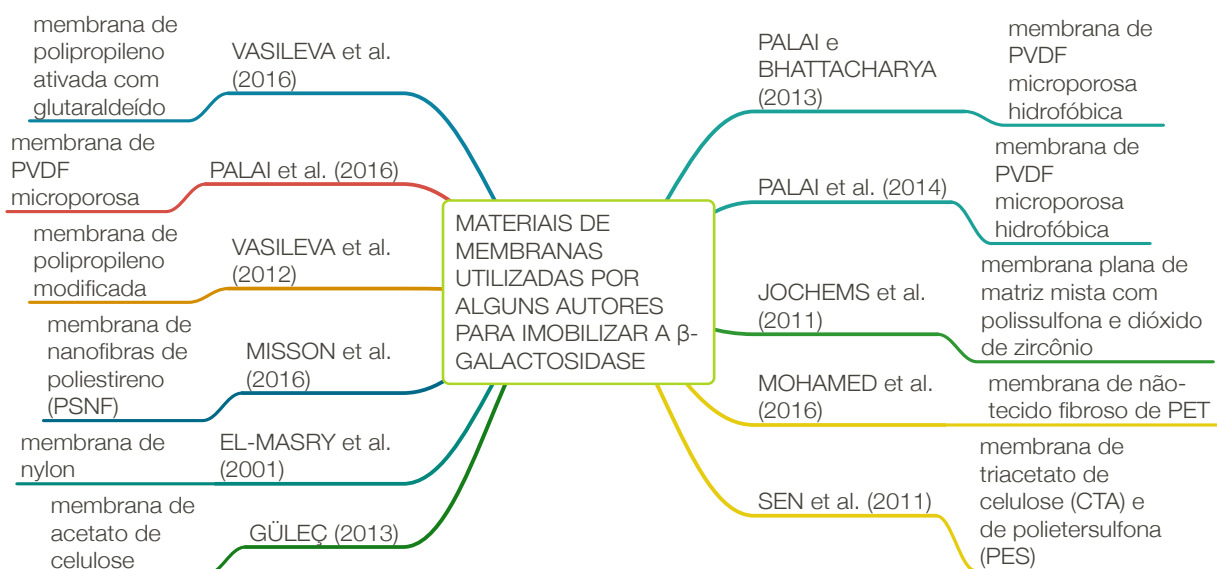 MATERIAIS DE
MEMBRANAS
UTILIZADAS POR
ALGUNS AUTORES
PARA IMOBILIZAR A β-
GALACTOSIDASE
membrana de
polipropileno
ativada com
glutaraldeído
VASILEVA et al.
(2016)
membrana de
PVDF
microporosa
PALAI et al. (2016)
membrana de
polipropileno
modificada
VASILEVA et al.
(2012)
membrana de
nanofibras de
poliestireno
(PSNF)
MISSON et al.
(2016)
membrana de
nylon
EL-MASRY et al.
(2001)
membrana de
acetato de
celulose
GÜLEÇ (2013)
PALAI e
BHATTACHARYA
(2013)
membrana de
PVDF
microporosa
hidrofóbica
PALAI et al. (2014)
membrana de
PVDF
microporosa
hidrofóbica
JOCHEMS et al.
(2011)
membrana plana de
matriz mista com
polissulfona e dióxido
de zircônio
MOHAMED et al.
(2016)
membrana de não-
tecido fibroso de PET
SEN et al. (2011)
membrana de
triacetato de
celulose (CTA) e
de polietersulfona
(PES)